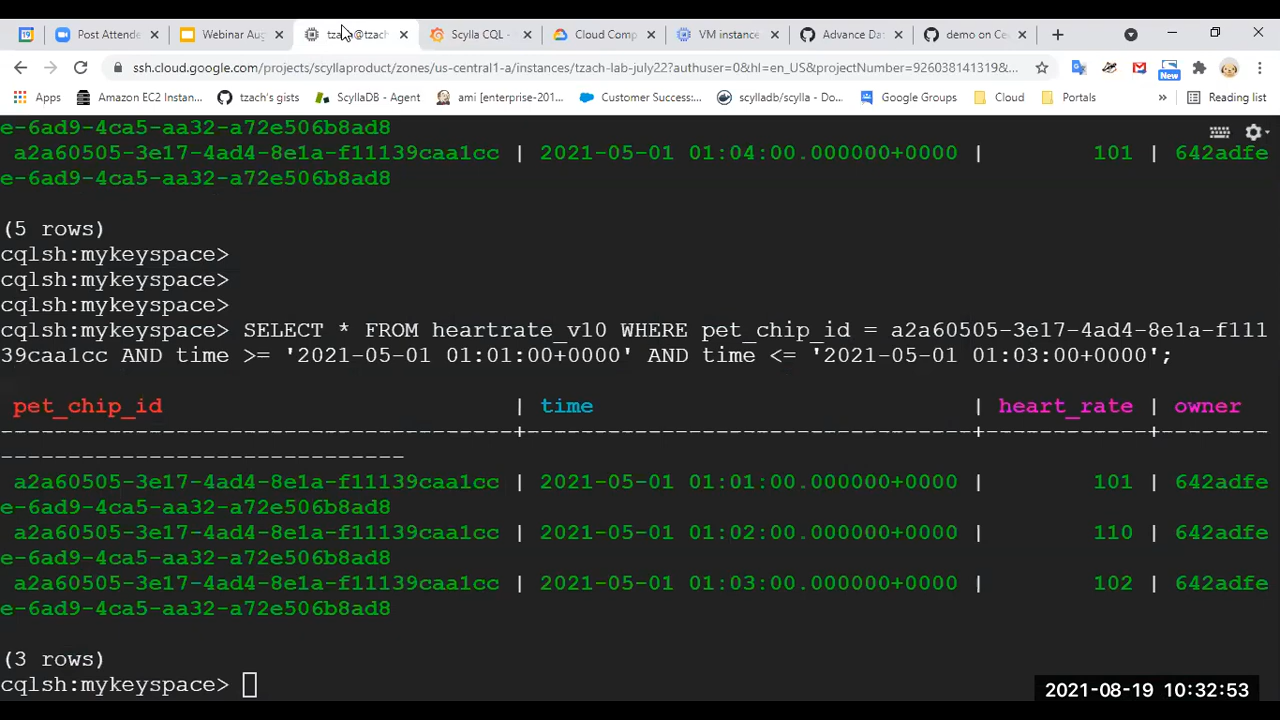 Post Attende
Webinar Aug
tzach@tzach
Scylla CQL -
Cloud Comp
VM instance
Advance Da
demo on Ce
ssh.cloud.google.com/projects/scyllaproduct/zones/us-central1-a/instances/tzach-lab-july22?authuser=0&hl=en_US&projectNumber=926038141319&...
Apps
Amazon EC2 Instan...
tzach's gists
ScyllaDB - Agent
ami [enterprise-201...
Customer Success:...
scylladb/scylla - Do...
Google Groups
Cloud
Portals
»
Reading list
New
e-6ad9-4ca5-aa32-a72e506b8ad8
a2a60505-3e17-4ad4-8e1a-f11139caa1cc | 2021-05-01 01:04:00.000000+0000 | 101 | 642adfe
e-6ad9-4ca5-aa32-a72e506b8ad8
(5 rows)
cqlsh:mykeyspace>
cqlsh:mykeyspace>
cqlsh:mykeyspace>
cqlsh:mykeyspace> SELECT * FROM heartrate_v10 WHERE pet_chip_id = a2a60505-3e17-4ad4-8e1a-f111
39caa1cc AND time >= '2021-05-01 01:01:00+0000' AND time <= '2021-05-01 01:03:00+0000';
pet_chip_id | time | heart_rate | owner
a2a60505-3e17-4ad4-8e1a-f11139caa1cc | 2021-05-01 01:01:00.000000+0000 | 101 | 642adfe
e-6ad9-4ca5-aa32-a72e506b8ad8
a2a60505-3e17-4ad4-8e1a-f11139caa1cc | 2021-05-01 01:02:00.000000+0000 | 110 | 642adfe
e-6ad9-4ca5-aa32-a72e506b8ad8
a2a60505-3e17-4ad4-8e1a-f11139caa1cc | 2021-05-01 01:03:00.000000+0000 | 102 | 642adfe
e-6ad9-4ca5-aa32-a72e506b8ad8
(3 rows)
cqlsh:mykeyspace>
2021-08-19 10:32:53